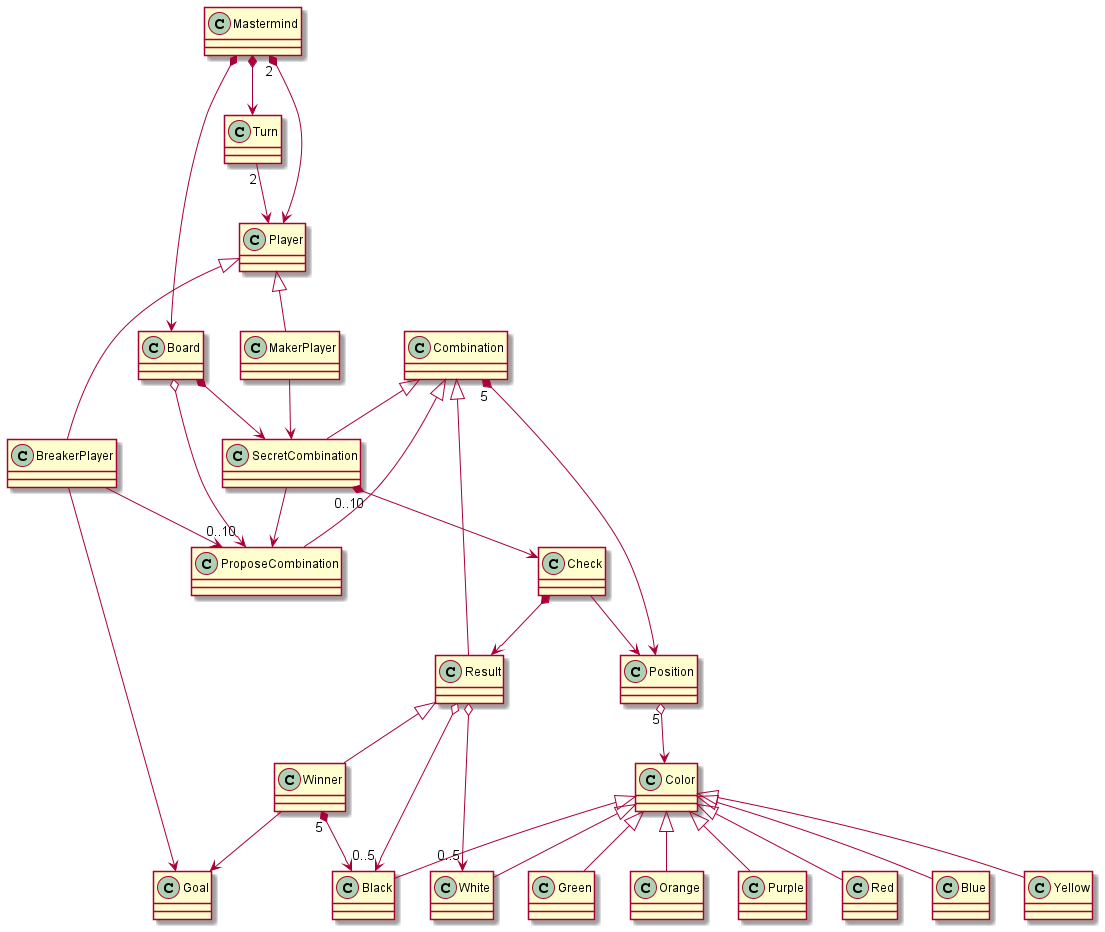 C Mastermind
2
C Turn
2
C Player
C Board
C MakerPlayer
C Combination
5
C BreakerPlayer
C SecretCombination
0..10
0..10
C ProposeCombination
C Check
C Result
C Position
5
C Winner
C Color
5
0..5
0..5
C Goal
C Black
C White
C Green
C Orange
C Purple
C Red
C Blue
C Yellow